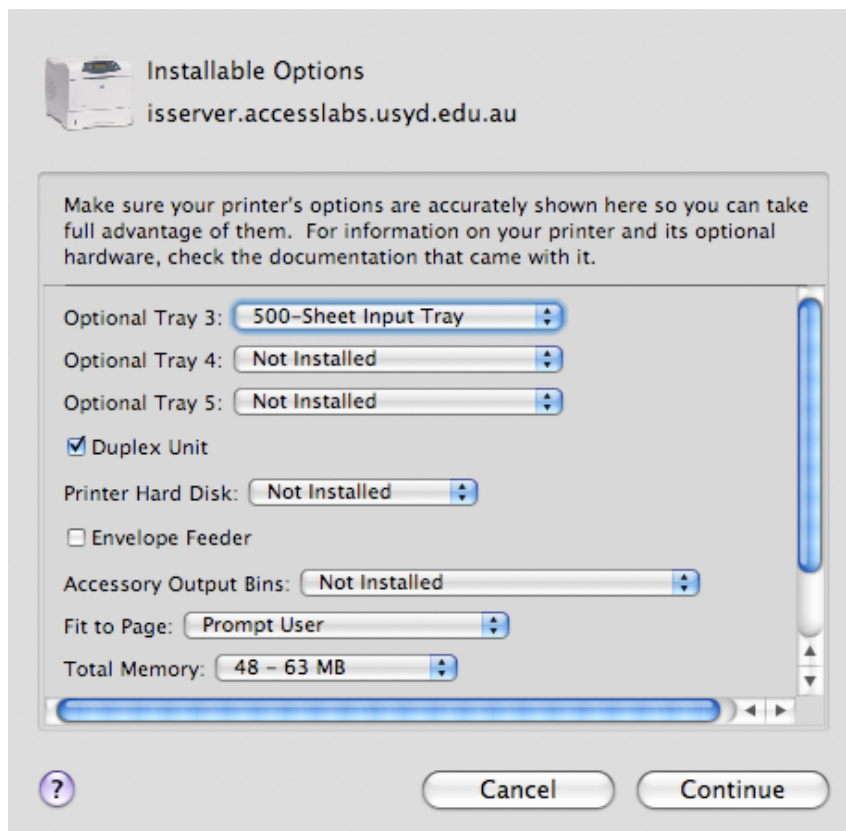 Installable Options
isserver.accesslabs.usyd.edu.au
Make sure your printer's options are accurately shown here so you can take
full advantage of them. For information on your printer and its optional
hardware, check the documentation that came with it.
Optional Tray 3: 500-Sheet Input Tray
Optional Tray 4: Not Installed
Optional Tray 5: Not Installed
Duplex Unit
Printer Hard Disk: Not Installed
Envelope Feeder
Accessory Output Bins: Not Installed
Fit to Page: Prompt User
Total Memory: 48 – 63 MB
? Cancel Continue